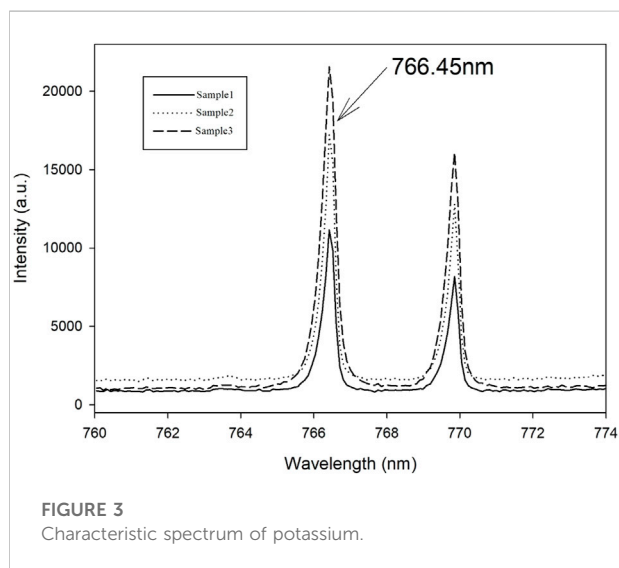 20000
15000
10000
5000
0
Intensity (a.u.)
Sample1
Sample2
Sample3
766.45nm
760 762 764 766 768 770 772 774
Wavelength (nm)
FIGURE 3
Characteristic spectrum of potassium.